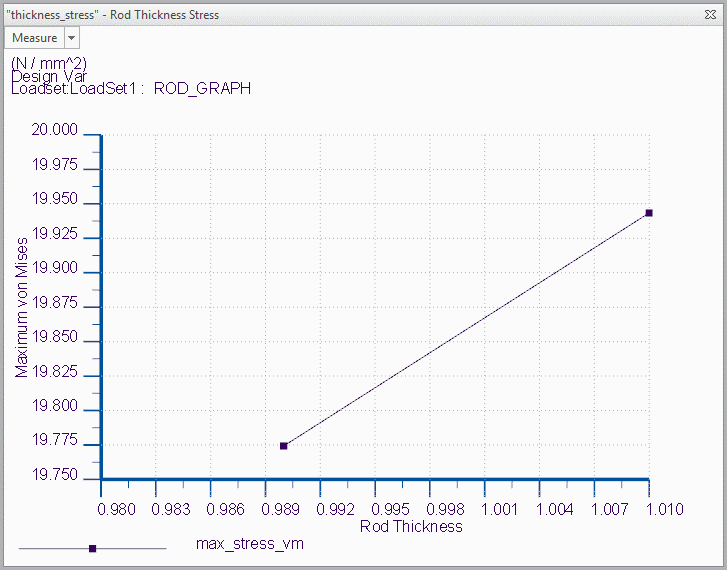 "thickness_stress" - Rod Thickness Stress
Measure
(N / mm^2)
Design Var
Loadset:LoadSet1 : ROD_GRAPH
20.000
19.975
19.950
19.925
19.900
19.875
19.850
19.825
19.800
19.775
19.750
Maximum von Mises
0.980 0.983 0.986 0.989 0.992 0.995 0.998 1.001 1.004 1.007 1.010
Rod Thickness
max_stress_vm